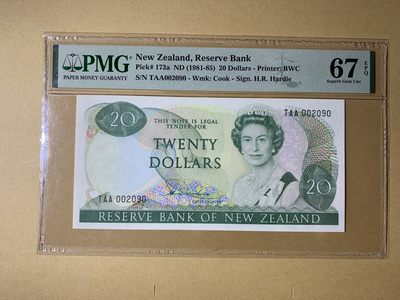 PMG
PAPER MONEY GUARANTY
New Zealand, Reserve Bank
Pick# 173a ND (1981-85) 20 Dollars - Printer: BWC
S/N TAA002090 - Wmk: Cook - Sign. H.R. Hardie
67 EPQ
Superb Gem Unc
20
TAA 002090
THIS NOTE IS LEGAL
TENDER FOR
TWENTY
DOLLARS
TAA 002090
20
RESERVE BANK OF NEW ZEALAND